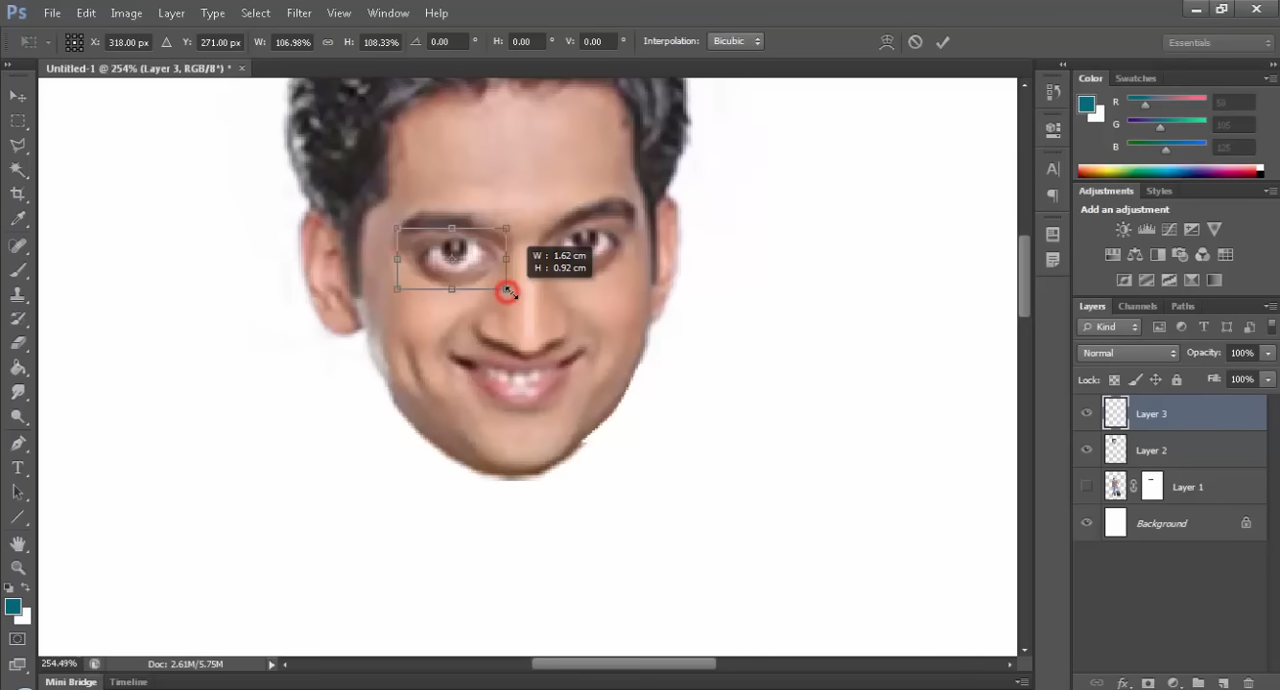 Ps File Edit Image Layer Type Select Filter View Window Help
X: 318.00 px Y: 271.00 px W: 106.98% H: 108.33% 0.00 ° H: 0.00 ° V: 0.00 ° Interpolation: Bicubic Essentials
Untitled-1 @ 254% (Layer 3, RGB/8*) * ×
Color Swatches
R 50
G 105
B 125
Adjustments Styles
Add an adjustment
W : 1.62 cm
H : 0.92 cm
Layers Channels Paths
Kind
Normal Opacity: 100%
Lock: Fill: 100%
Layer 3
Layer 2
Layer 1
Background
254.49% Doc: 2.61M/5.75M
Mini Bridge Timeline